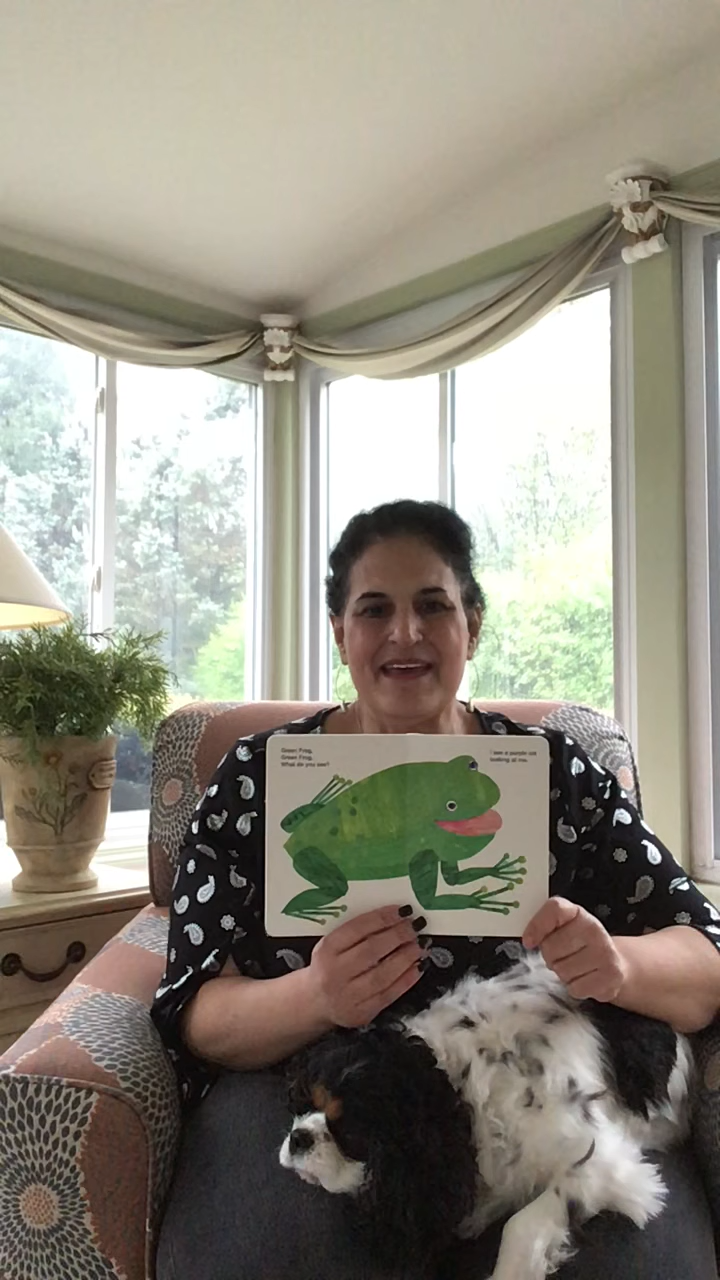 Green Frog,
Green Frog,
What do you see?
I see a purple cat
looking at me.